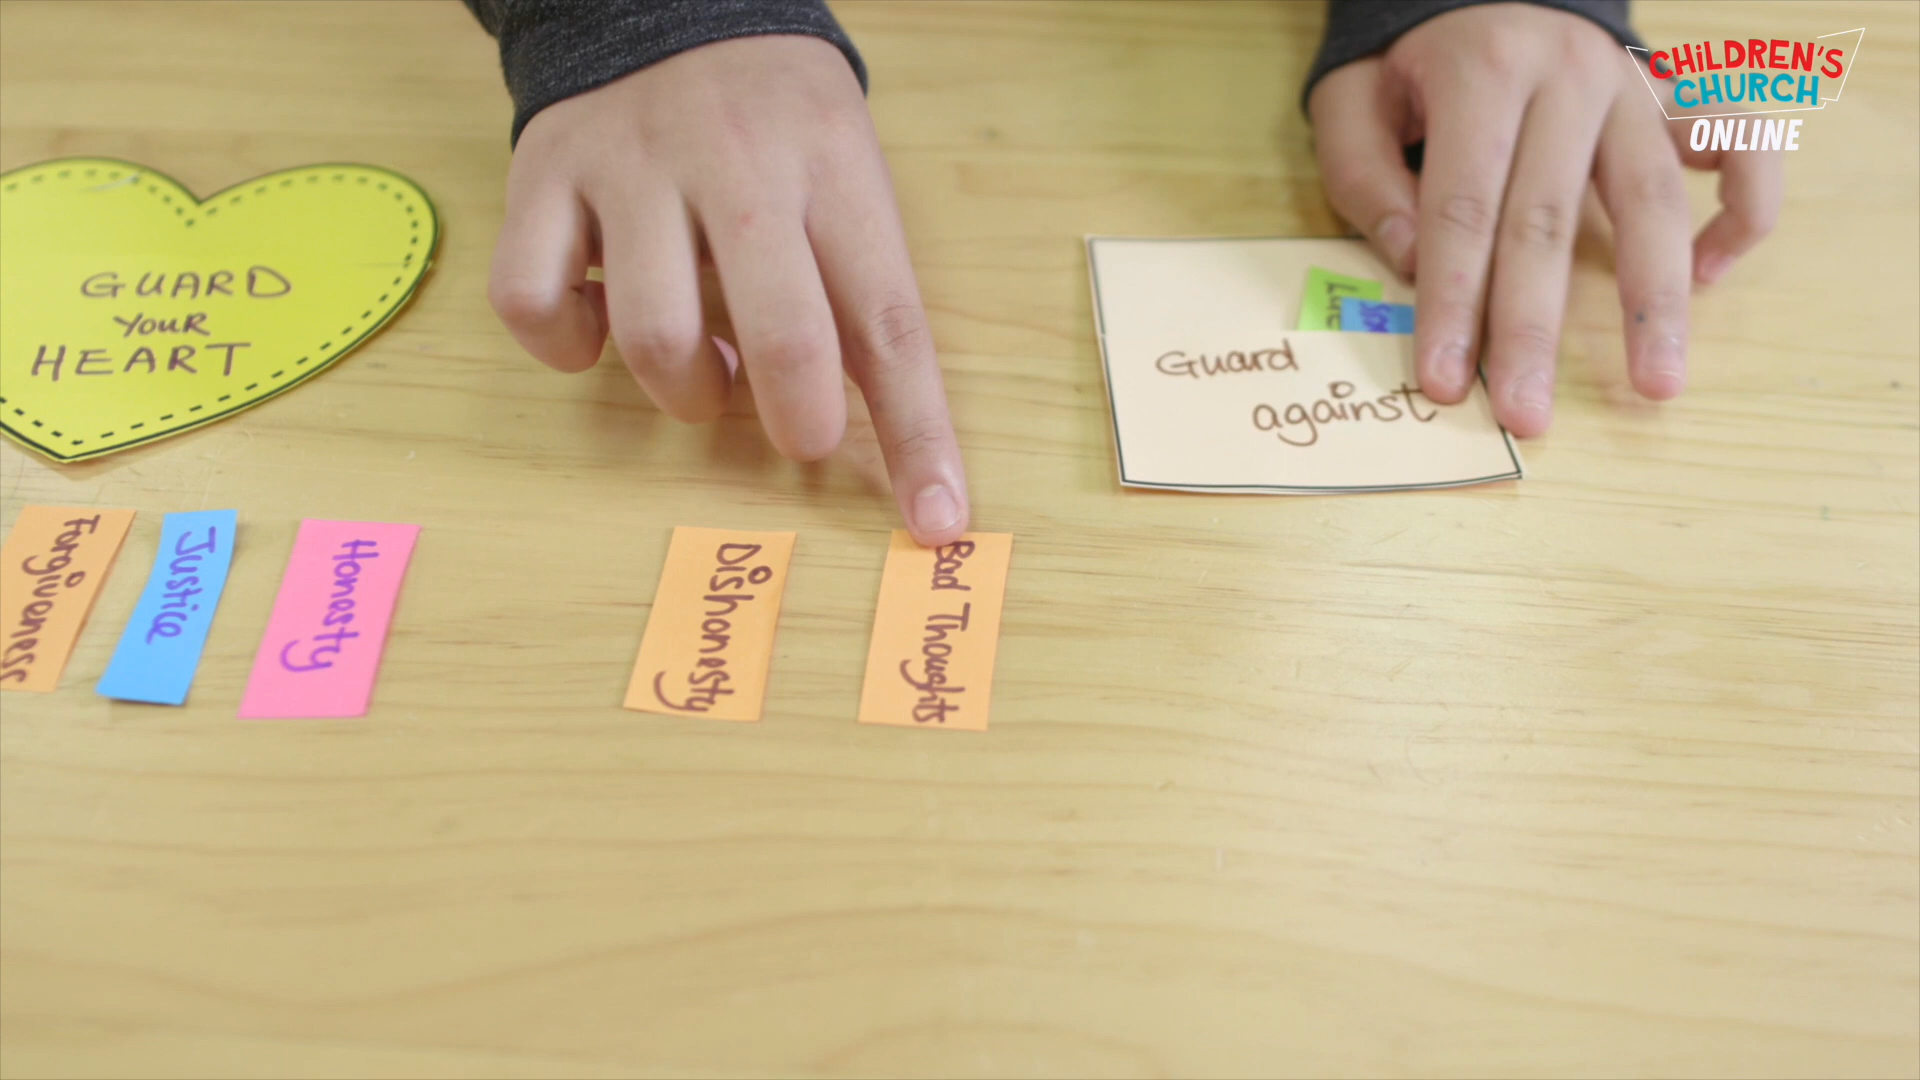 CHiLDREN'S
CHURCH
ONLINE
GUARD
YOUR
HEART
Guard
against
Forgiveness
Justice
Honesty
Dishonesty
Bad Thoughts